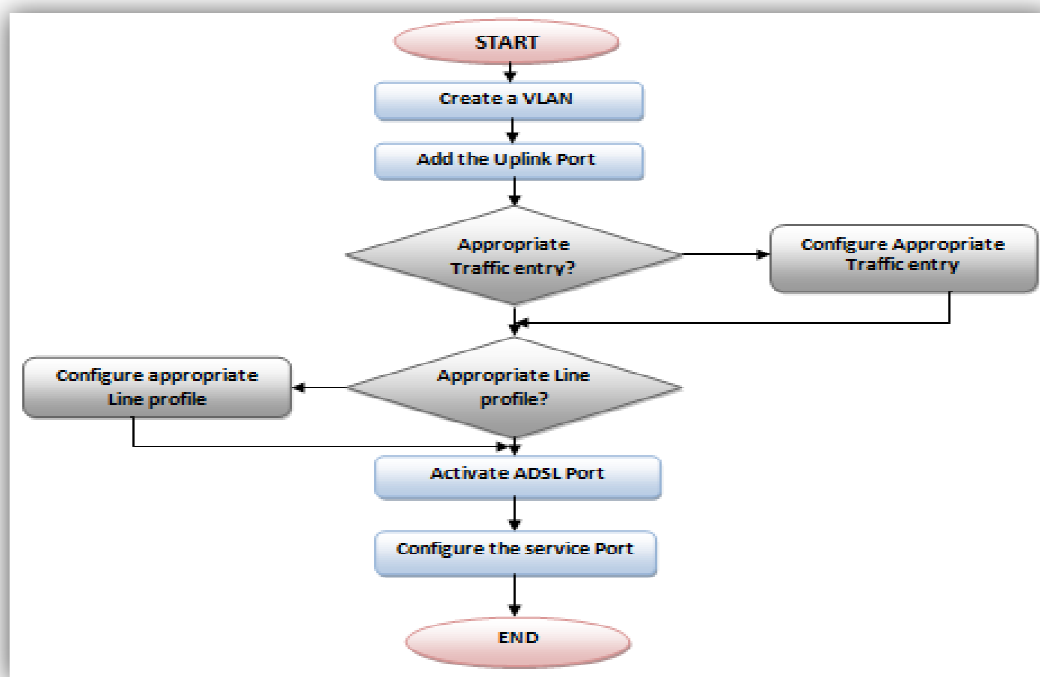 START
Create a VLAN
Add the Uplink Port
Appropriate
Traffic entry?
Configure Appropriate
Traffic entry
Configure appropriate
Line profile
Appropriate Line
profile?
Activate ADSL Port
Configure the service Port
END